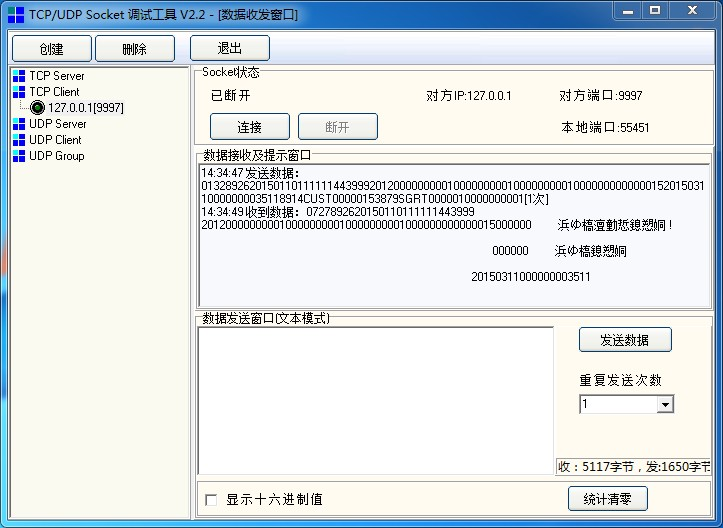 TCP/UDP Socket 调试工具 V2.2 - [数据收发窗口]
创建 删除 退出
TCP Server
TCP Client
127.0.0.1[9997]
UDP Server
UDP Client
UDP Group
Socket状态
已断开 对方IP:127.0.0.1 对方端口:9997
连接 断开 本地端口:55451
数据接收及提示窗口
14:34:47 发送数据:
0132892620150110111111443999201200000000010000000001000000000100000000000001520150311
1000000035118914CUST00000153879SGRT0000010000000001[1次]
14:34:49 收到数据: 0727892620150110111111443999
2012000000000100000000010000000001000000000000015000000 浜ゆ槗澶勭悊鎴愬姛!
000000 浜ゆ槗鎴愬姛
20150311000000003511
数据发送窗口(文本模式)
发送数据
重复发送次数
1
收：5117字节，发:1650字节
显示十六进制值 统计清零